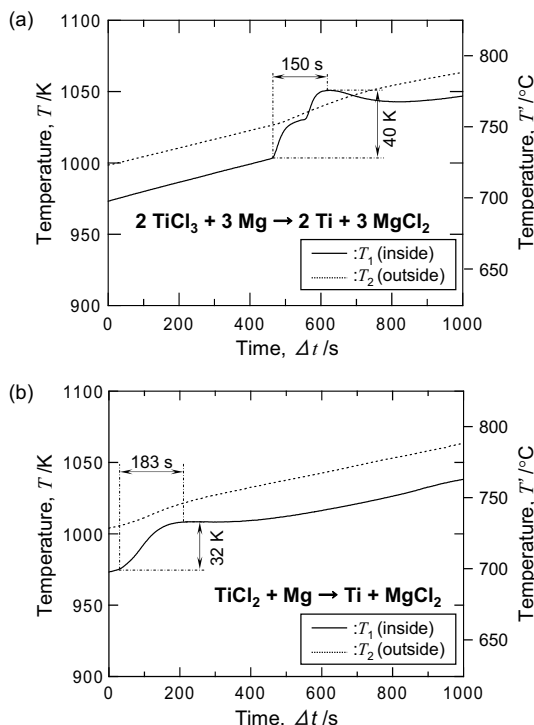 (a)
1100
1050
1000
975
900
Temperature, T /K
800
750
700
650
Temperature, T' /°C
150 s
40 K
2 TiCl₃ + 3 Mg → 2 Ti + 3 MgCl₂
:T₁ (inside)
:T₂ (outside)
0 200 400 600 800 1000
Time, Δt /s
(b)
1100
1050
1000
975
900
Temperature, T /K
800
750
700
650
Temperature, T' /°C
183 s
32 K
TiCl₂ + Mg → Ti + MgCl₂
:T₁ (inside)
:T₂ (outside)
0 200 400 600 800 1000
Time, Δt /s